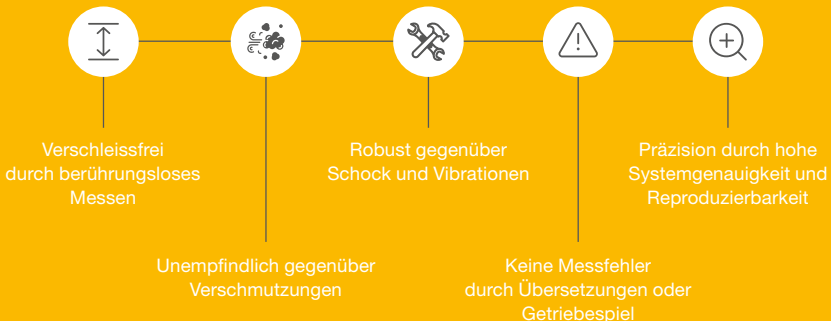 Verschleissfrei
durch berührungsloses
Messen
Unempfindlich gegenüber
Verschmutzungen
Robust gegenüber
Schock und Vibrationen
Keine Messfehler
durch Übersetzungen oder
Getriebespiel
Präzision durch hohe
Systemgenauigkeit und
Reproduzierbarkeit